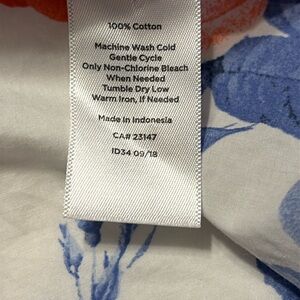 100% Cotton
Machine Wash Cold
Gentle Cycle
Only Non-Chlorine Bleach
When Needed
Tumble Dry Low
Warm Iron, If Needed
Made in Indonesia
CA# 23147
ID34 09/18